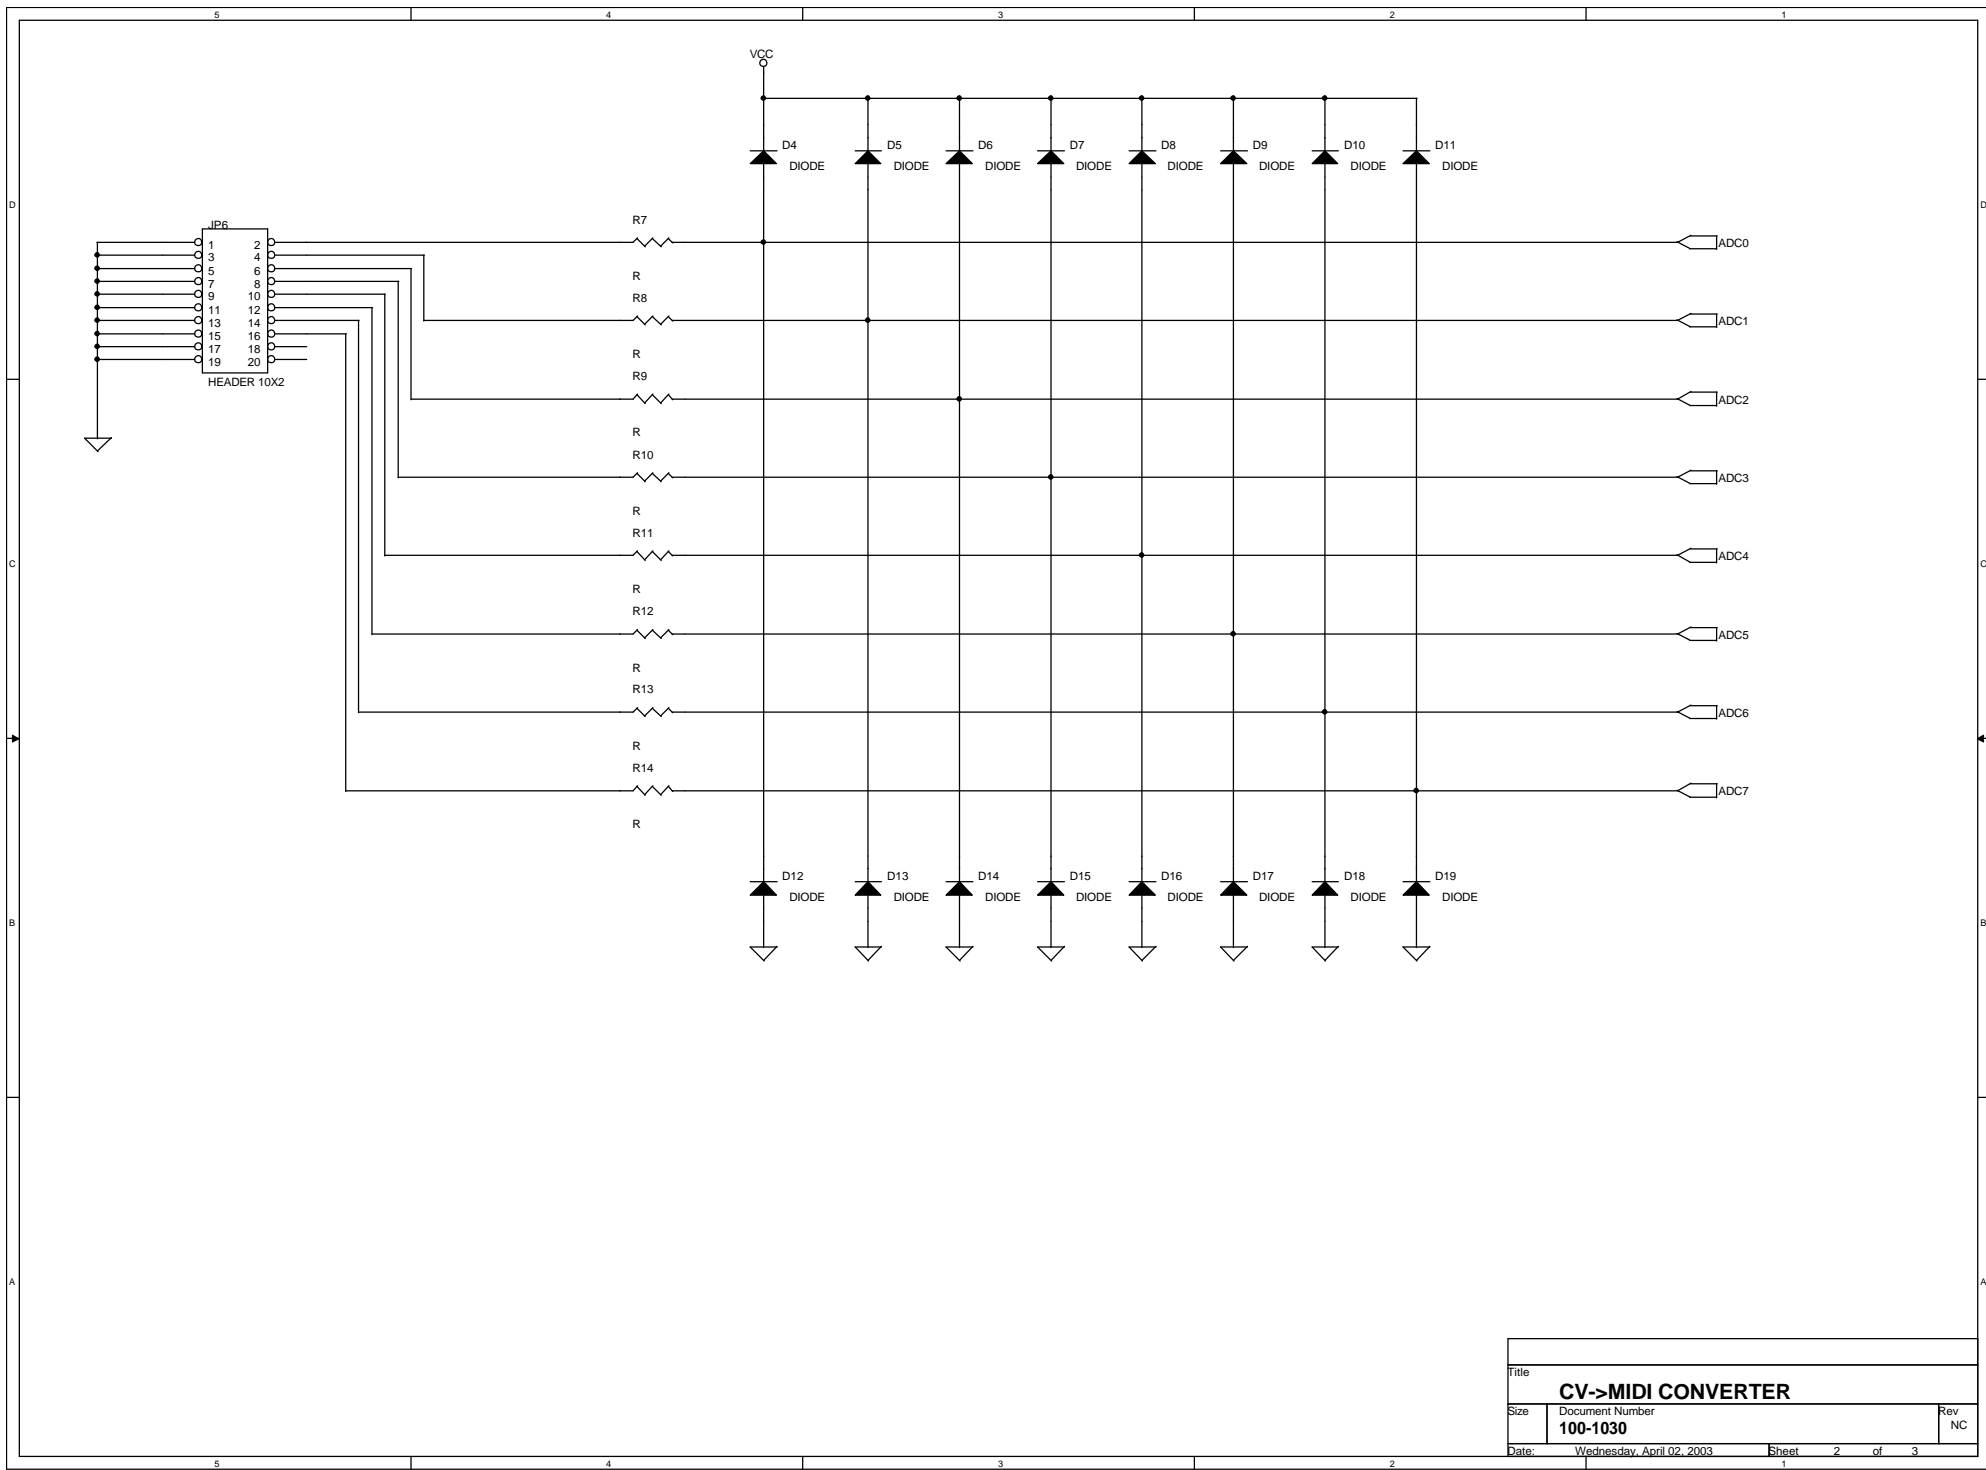 5 4 3 2 1
VCC
D4 D5 D6 D7 D8 D9 D10 D11
DIODE DIODE DIODE DIODE DIODE DIODE DIODE DIODE
D D
JP6
R7
1 2
3 4
5 6
7 8
9 10
11 12
13 14
15 16
17 18
19 20
HEADER 10X2
ADC0
R
R8
ADC1
R
R9
ADC2
R
R10
ADC3
R
R11
C C
ADC4
R
R12
ADC5
R
R13
ADC6
R
R14
ADC7
R
D12 D13 D14 D15 D16 D17 D18 D19
DIODE DIODE DIODE DIODE DIODE DIODE DIODE DIODE
B B
A A
Title
CV->MIDI CONVERTER
Size Document Number Rev
100-1030 NC
Date: Wednesday, April 02, 2003 Sheet 2 of 3
5 4 3 2 1